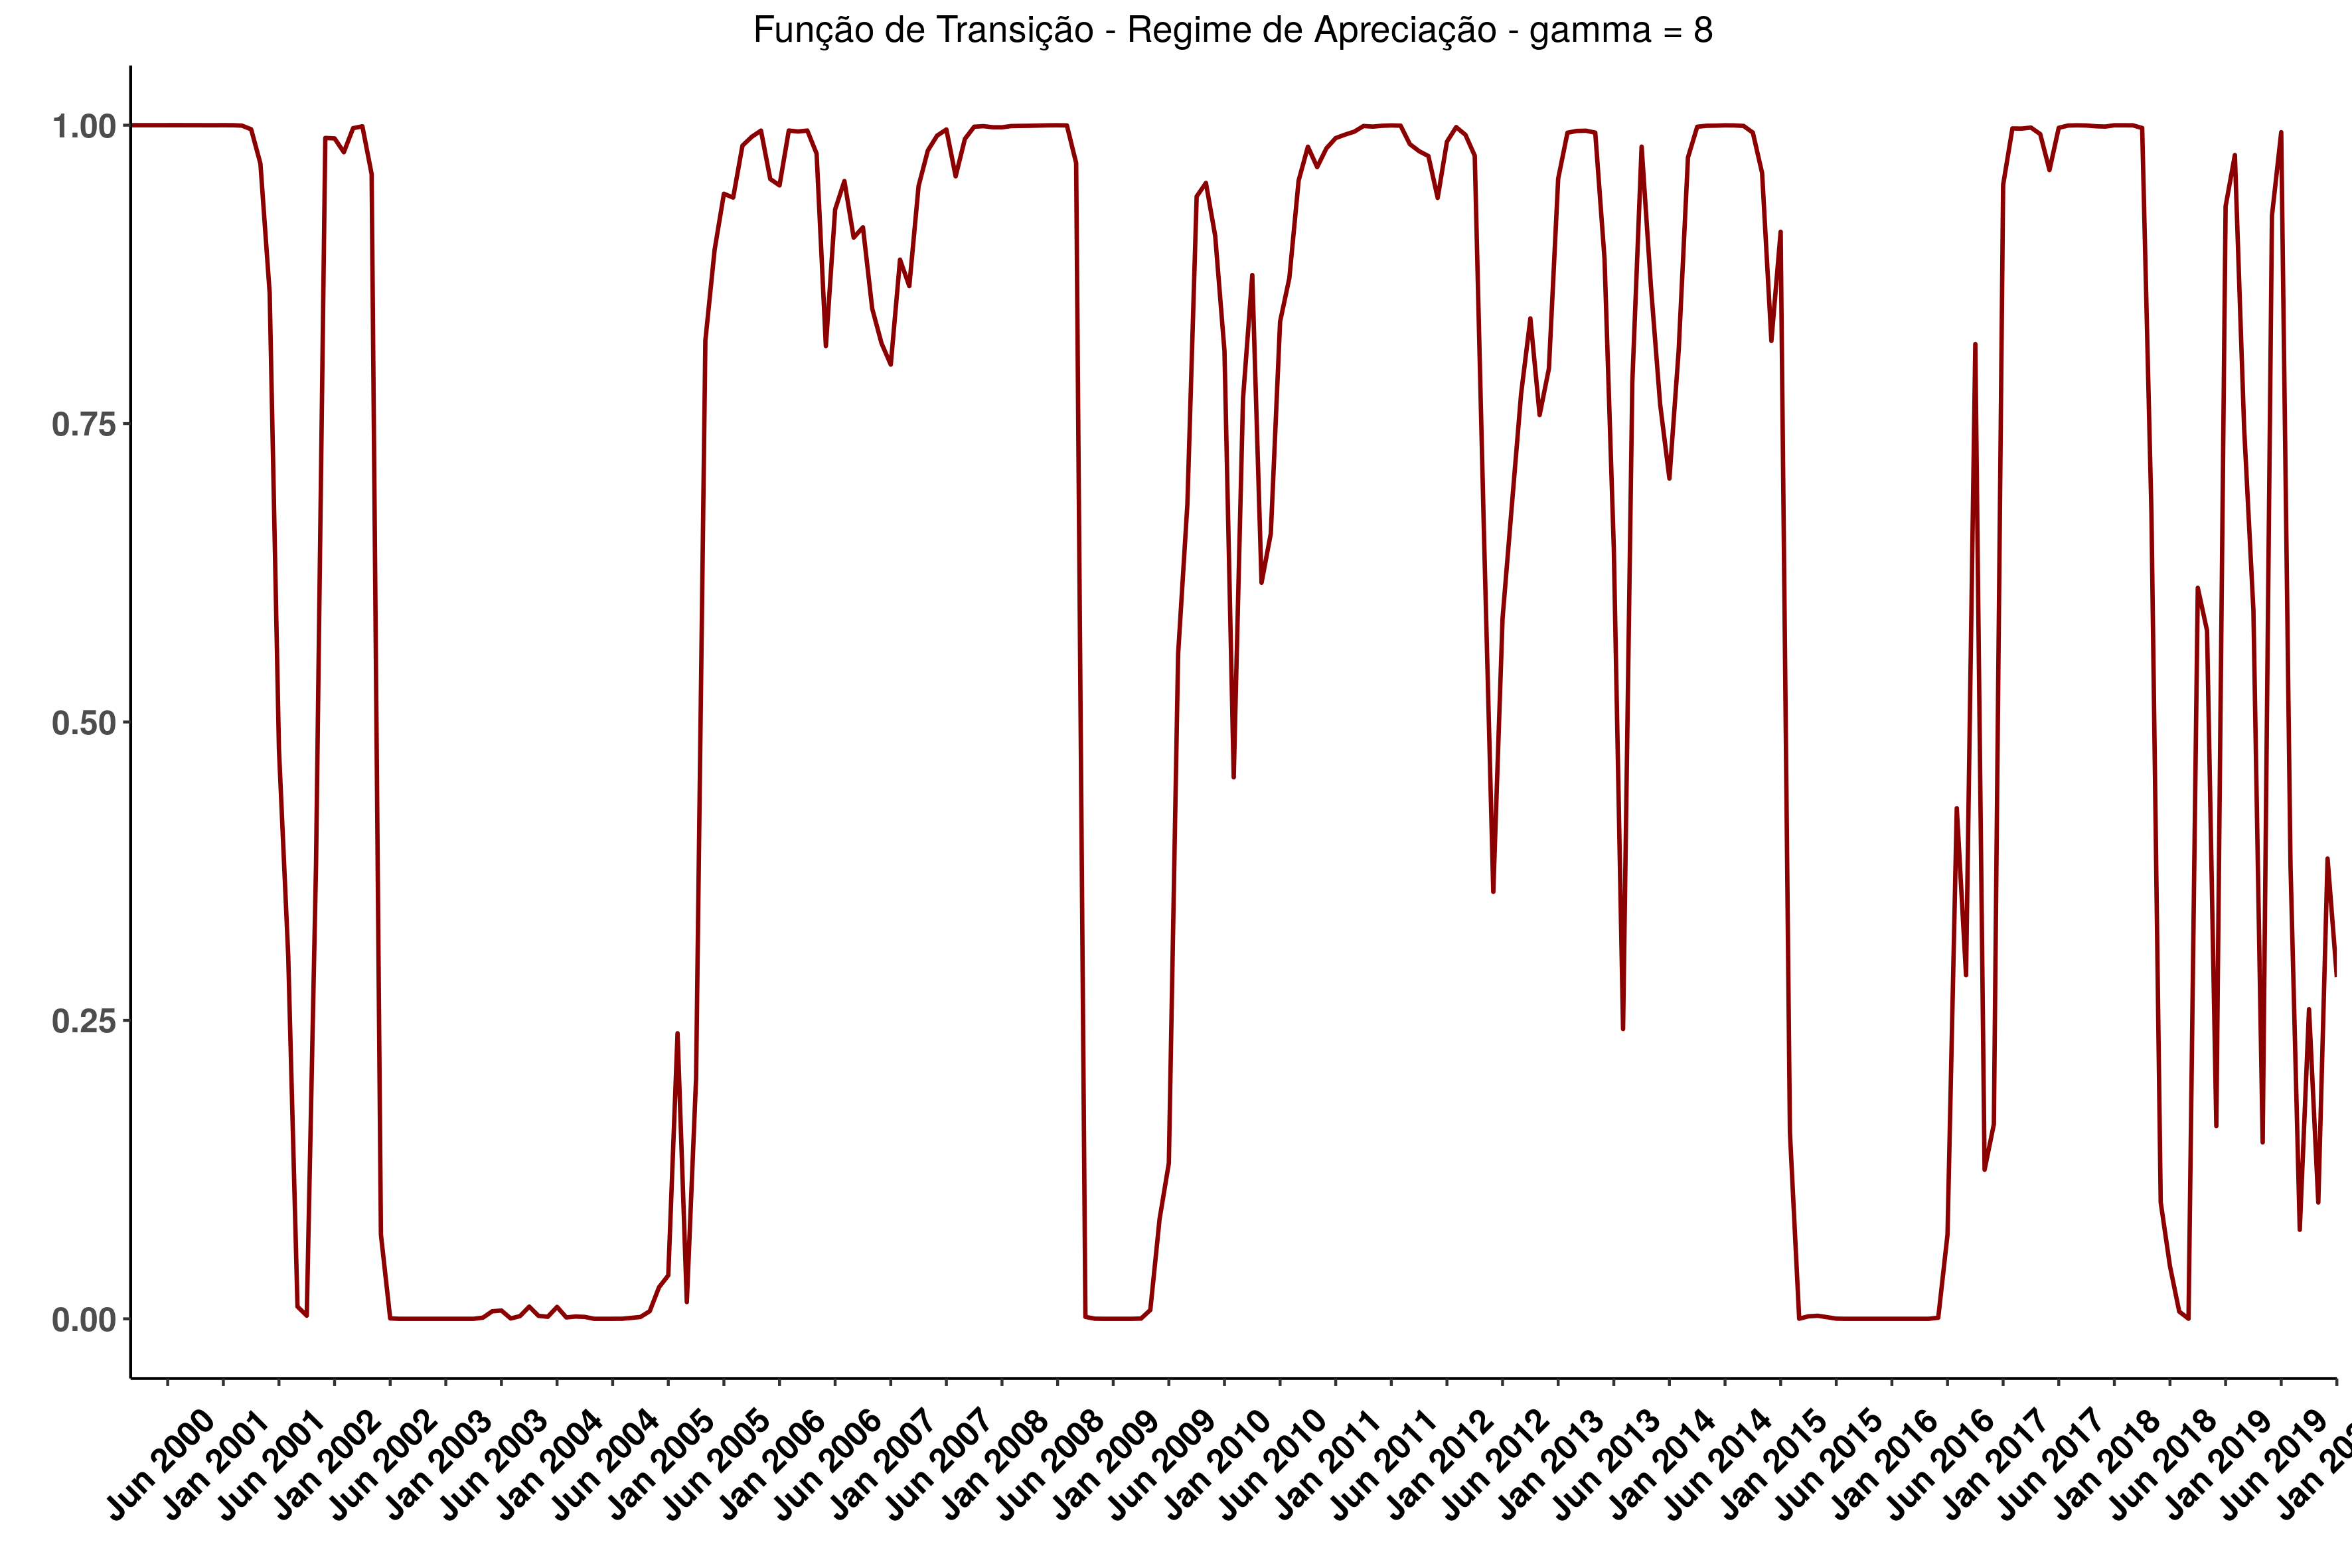 Função de Transição - Regime de Apreciação - gamma = 8
1.00
0.75
0.50
0.25
0.00
Jun 2000
Jan 2001
Jun 2001
Jan 2002
Jun 2002
Jan 2003
Jun 2003
Jan 2004
Jun 2004
Jan 2005
Jun 2005
Jan 2006
Jun 2006
Jan 2007
Jun 2007
Jan 2008
Jun 2008
Jan 2009
Jun 2009
Jan 2010
Jun 2010
Jan 2011
Jun 2011
Jan 2012
Jun 2012
Jan 2013
Jun 2013
Jan 2014
Jun 2014
Jan 2015
Jun 2015
Jan 2016
Jun 2016
Jan 2017
Jun 2017
Jan 2018
Jun 2018
Jan 2019
Jun 2019
Jan